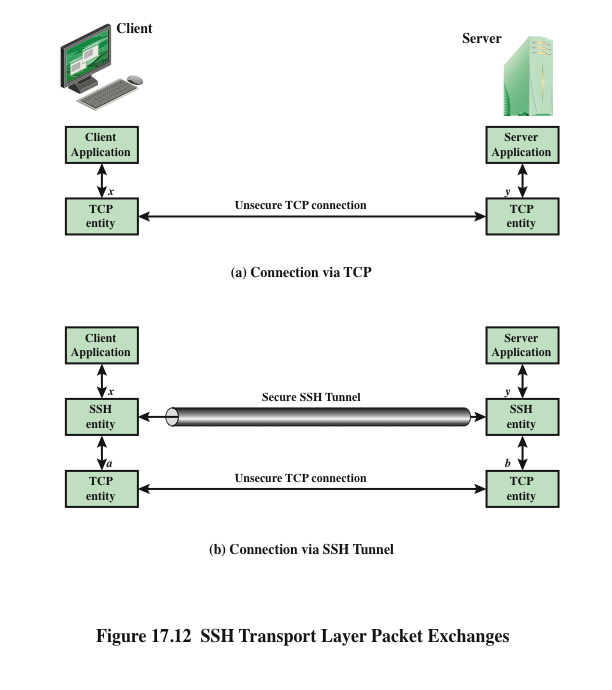 Client
Server
Client
Application
Server
Application
x
y
TCP
entity
Unsecure TCP connection
TCP
entity
(a) Connection via TCP
Client
Application
Server
Application
x
y
SSH
entity
Secure SSH Tunnel
SSH
entity
a
b
TCP
entity
Unsecure TCP connection
TCP
entity
(b) Connection via SSH Tunnel
Figure 17.12 SSH Transport Layer Packet Exchanges